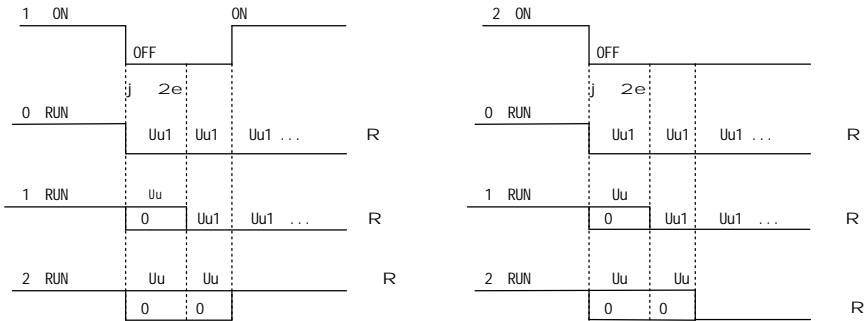 1 ON ON
OFF
j 2e
0 RUN
Uu1 Uu1 Uu1 ... R
1 RUN Uu
0 Uu1 Uu1 ... R
2 RUN Uu Uu R
0 0
2 ON
OFF
j 2e
0 RUN
Uu1 Uu1 Uu1 ... R
1 RUN Uu
0 Uu1 Uu1 ... R
2 RUN Uu Uu
0 0 R